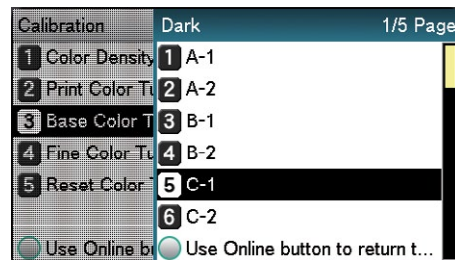 Calibration
1 Color Density
2 Print Color Tu
3 Base Color T
4 Fine Color Tu
5 Reset Color
Use Online bu
Dark 1/5 Page
1 A-1
2 A-2
3 B-1
4 B-2
5 C-1
6 C-2
Use Online button to return t...